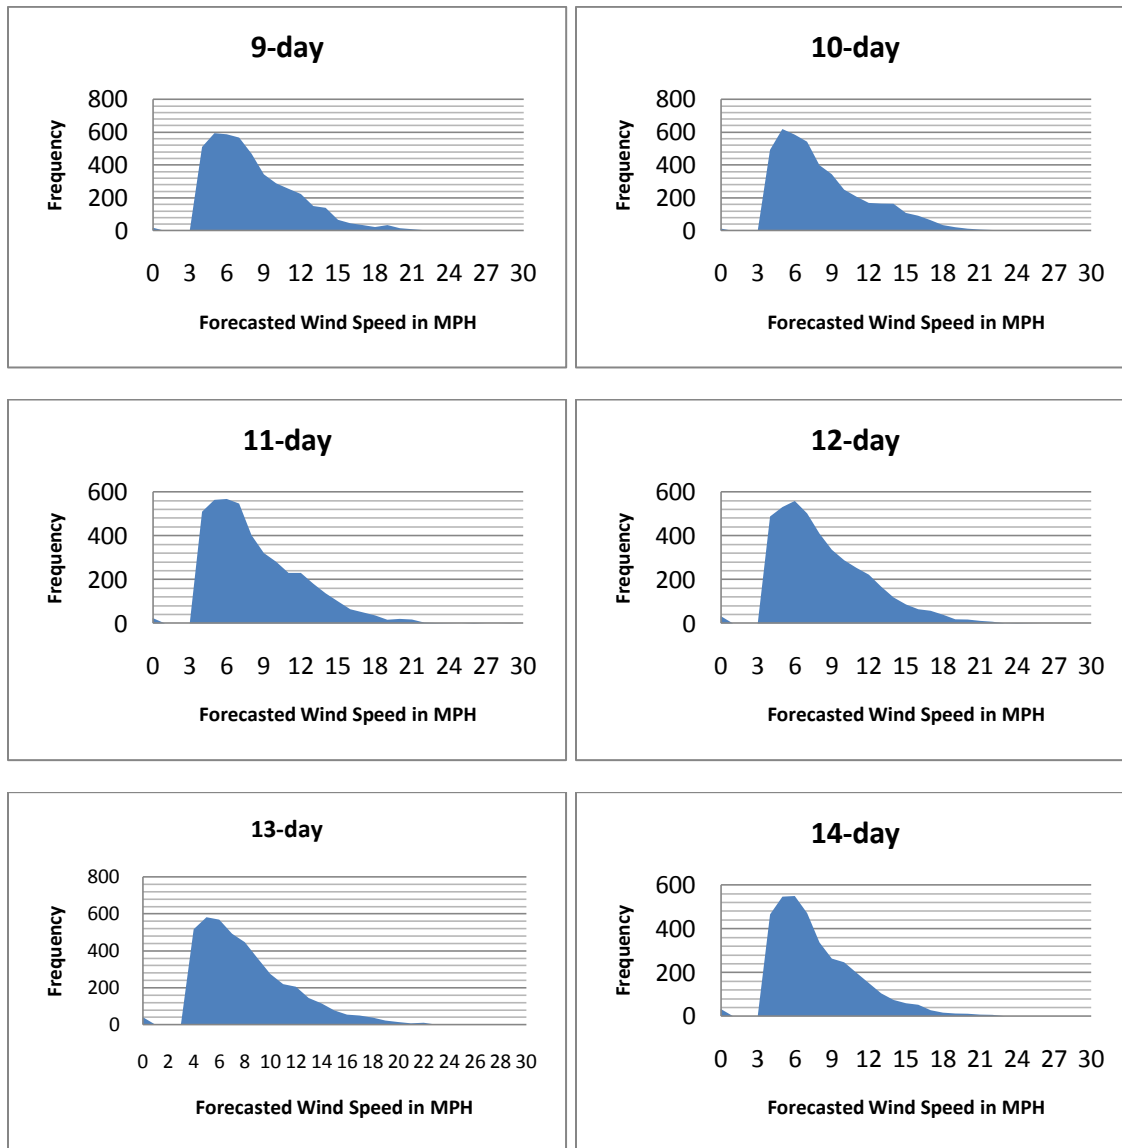 9-day
Frequency
800
600
400
200
0
0 3 6 9 12 15 18 21 24 27 30
Forecasted Wind Speed in MPH
10-day
Frequency
800
600
400
200
0
0 3 6 9 12 15 18 21 24 27 30
Forecasted Wind Speed in MPH
11-day
Frequency
600
400
200
0
0 3 6 9 12 15 18 21 24 27 30
Forecasted Wind Speed in MPH
12-day
Frequency
600
400
200
0
0 3 6 9 12 15 18 21 24 27 30
Forecasted Wind Speed in MPH
13-day
Frequency
800
600
400
200
0
0 2 4 6 8 10 12 14 16 18 20 22 24 26 28 30
Forecasted Wind Speed in MPH
14-day
Frequency
600
400
200
0
0 3 6 9 12 15 18 21 24 27 30
Forecasted Wind Speed in MPH